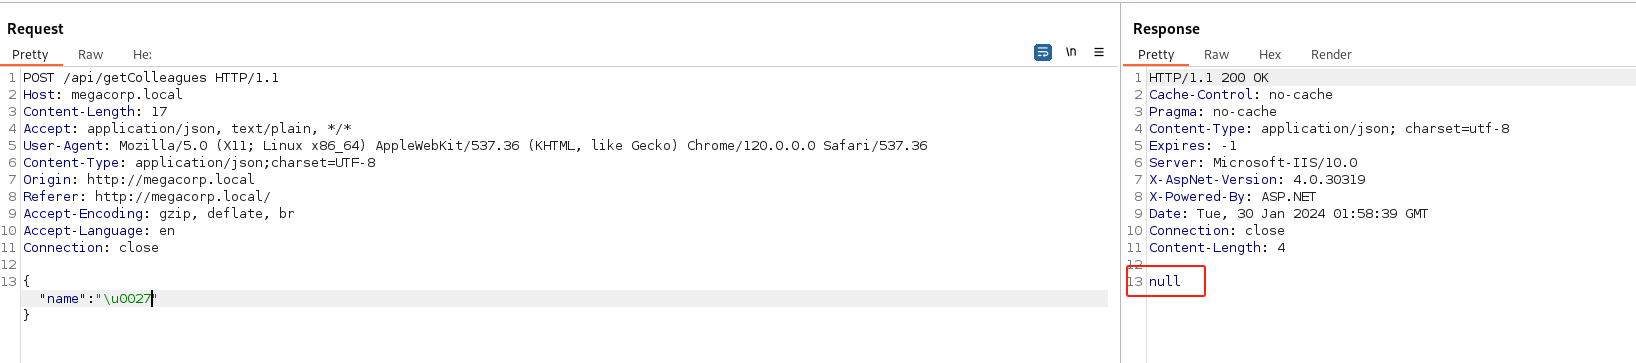 Request
Pretty Raw Hex
\n
1 POST /api/getColleagues HTTP/1.1
2 Host: megacorp.local
3 Content-Length: 17
4 Accept: application/json, text/plain, */*
5 User-Agent: Mozilla/5.0 (X11; Linux x86_64) AppleWebKit/537.36 (KHTML, like Gecko) Chrome/120.0.0.0 Safari/537.36
6 Content-Type: application/json;charset=UTF-8
7 Origin: http://megacorp.local
8 Referer: http://megacorp.local/
9 Accept-Encoding: gzip, deflate, br
10 Accept-Language: en
11 Connection: close
12
13 {
"name":"\u0027"
}
Response
Pretty Raw Hex Render
1 HTTP/1.1 200 OK
2 Cache-Control: no-cache
3 Pragma: no-cache
4 Content-Type: application/json; charset=utf-8
5 Expires: -1
6 Server: Microsoft-IIS/10.0
7 X-AspNet-Version: 4.0.30319
8 X-Powered-By: ASP.NET
9 Date: Tue, 30 Jan 2024 01:58:39 GMT
10 Connection: close
11 Content-Length: 4
12
13 null